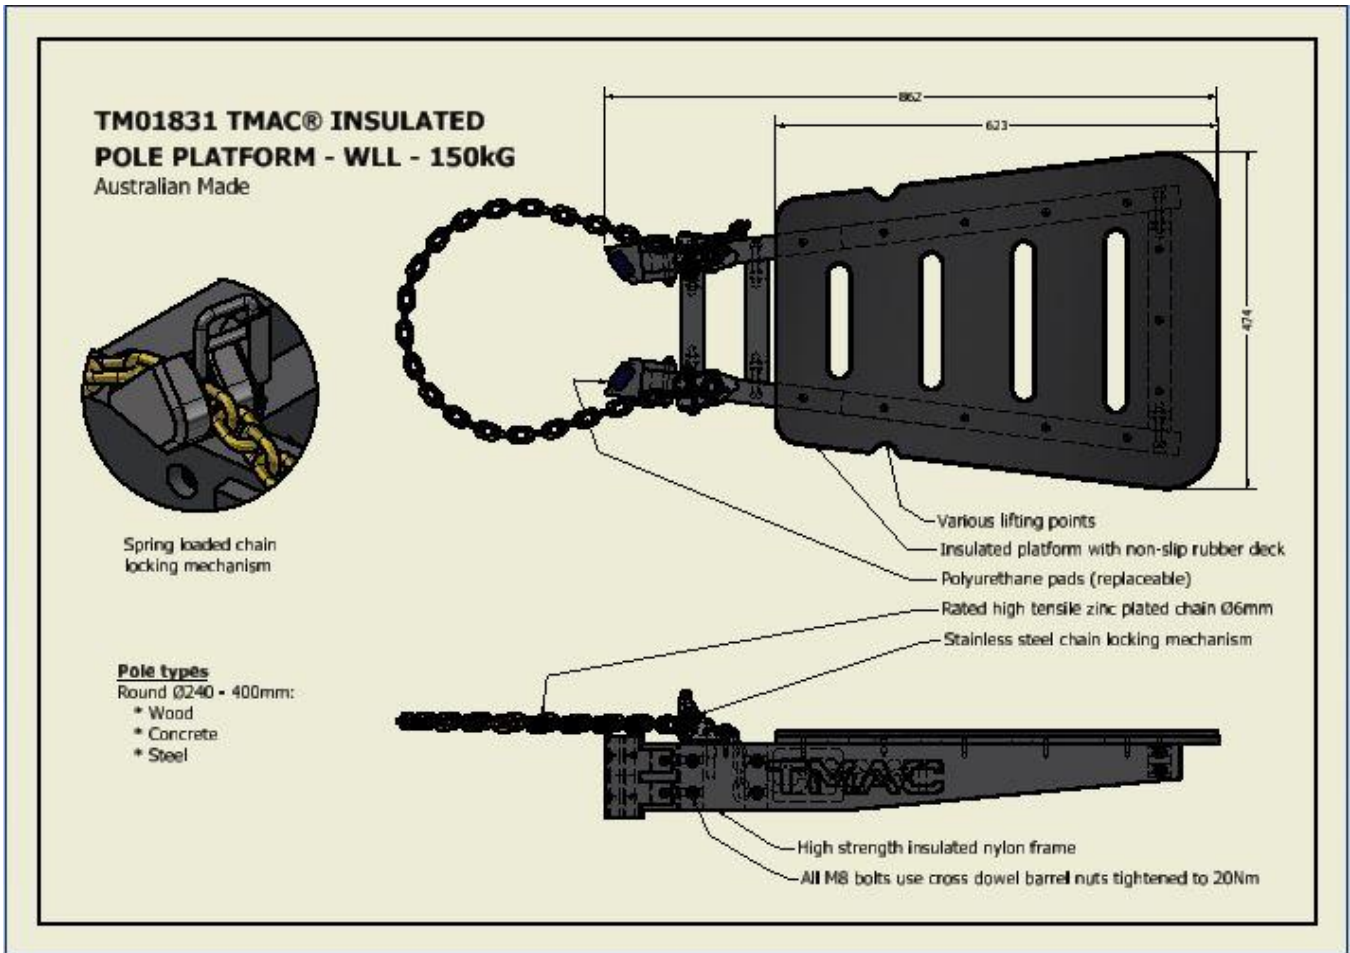 TM01831 TMAC® INSULATED
POLE PLATFORM - WLL - 150kG
Australian Made
862
623
474
Spring loaded chain
locking mechanism
Various lifting points
Insulated platform with non-slip rubber deck
Polyurethane pads (replaceable)
Rated high tensile zinc plated chain Ø6mm
Stainless steel chain locking mechanism
Pole types
Round Ø240 - 400mm:
* Wood
* Concrete
* Steel
TMAC
High strength insulated nylon frame
All M8 bolts use cross dowel barrel nuts tightened to 20Nm